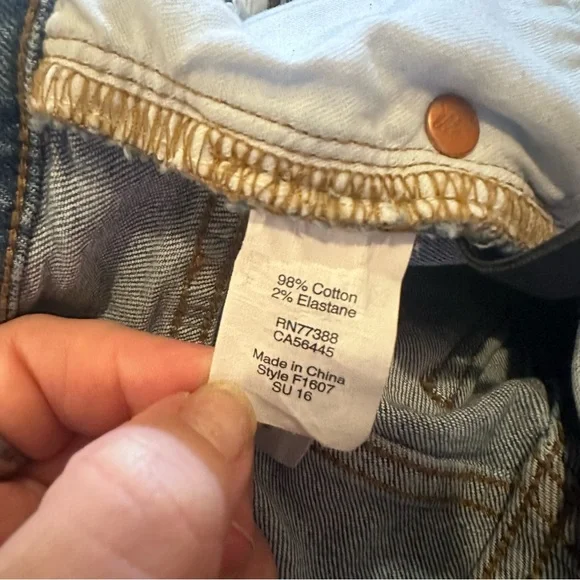 98% Cotton
2% Elastane
RN77388
CA56445
Made in China
Style F1607
SU 16